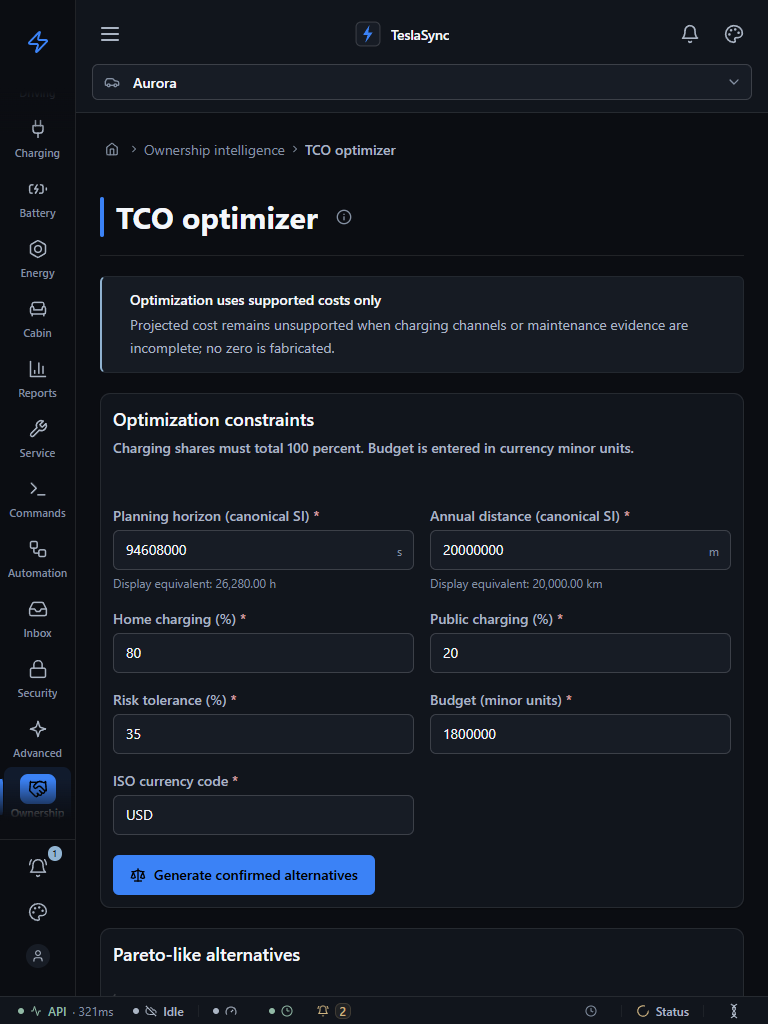 TeslaSync
Aurora
Driving
Charging
Battery
Energy
Cabin
Reports
Service
Commands
Automation
Inbox
Security
Advanced
Ownership
1
Ownership intelligence
TCO optimizer
TCO optimizer
Optimization uses supported costs only
Projected cost remains unsupported when charging channels or maintenance evidence are
incomplete; no zero is fabricated.
Optimization constraints
Charging shares must total 100 percent. Budget is entered in currency minor units.
Planning horizon (canonical SI) *
94608000 s
Display equivalent: 26,280.00 h
Annual distance (canonical SI) *
20000000 m
Display equivalent: 20,000.00 km
Home charging (%) *
80
Public charging (%) *
20
Risk tolerance (%) *
35
Budget (minor units) *
1800000
ISO currency code *
USD
Generate confirmed alternatives
Pareto-like alternatives
API · 321ms
Idle
2
Status